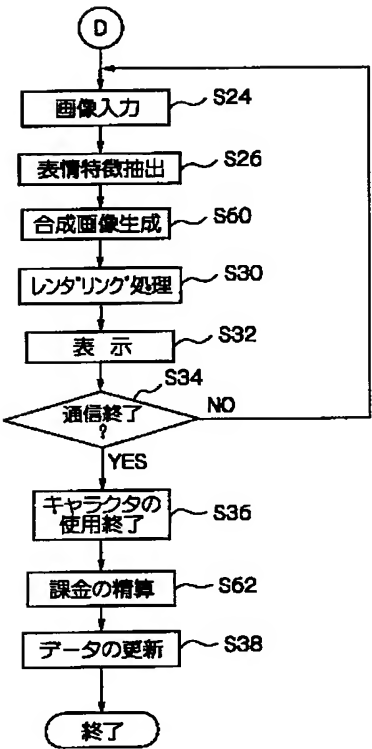 D
画像入力 S24
表情特徴抽出 S26
合成画像生成 S60
レンダリング処理 S30
表 示 S32
S34
通信終了
?
NO
YES
キャラクタの
使用終了
S36
課金の精算 S62
データの更新 S38
終了